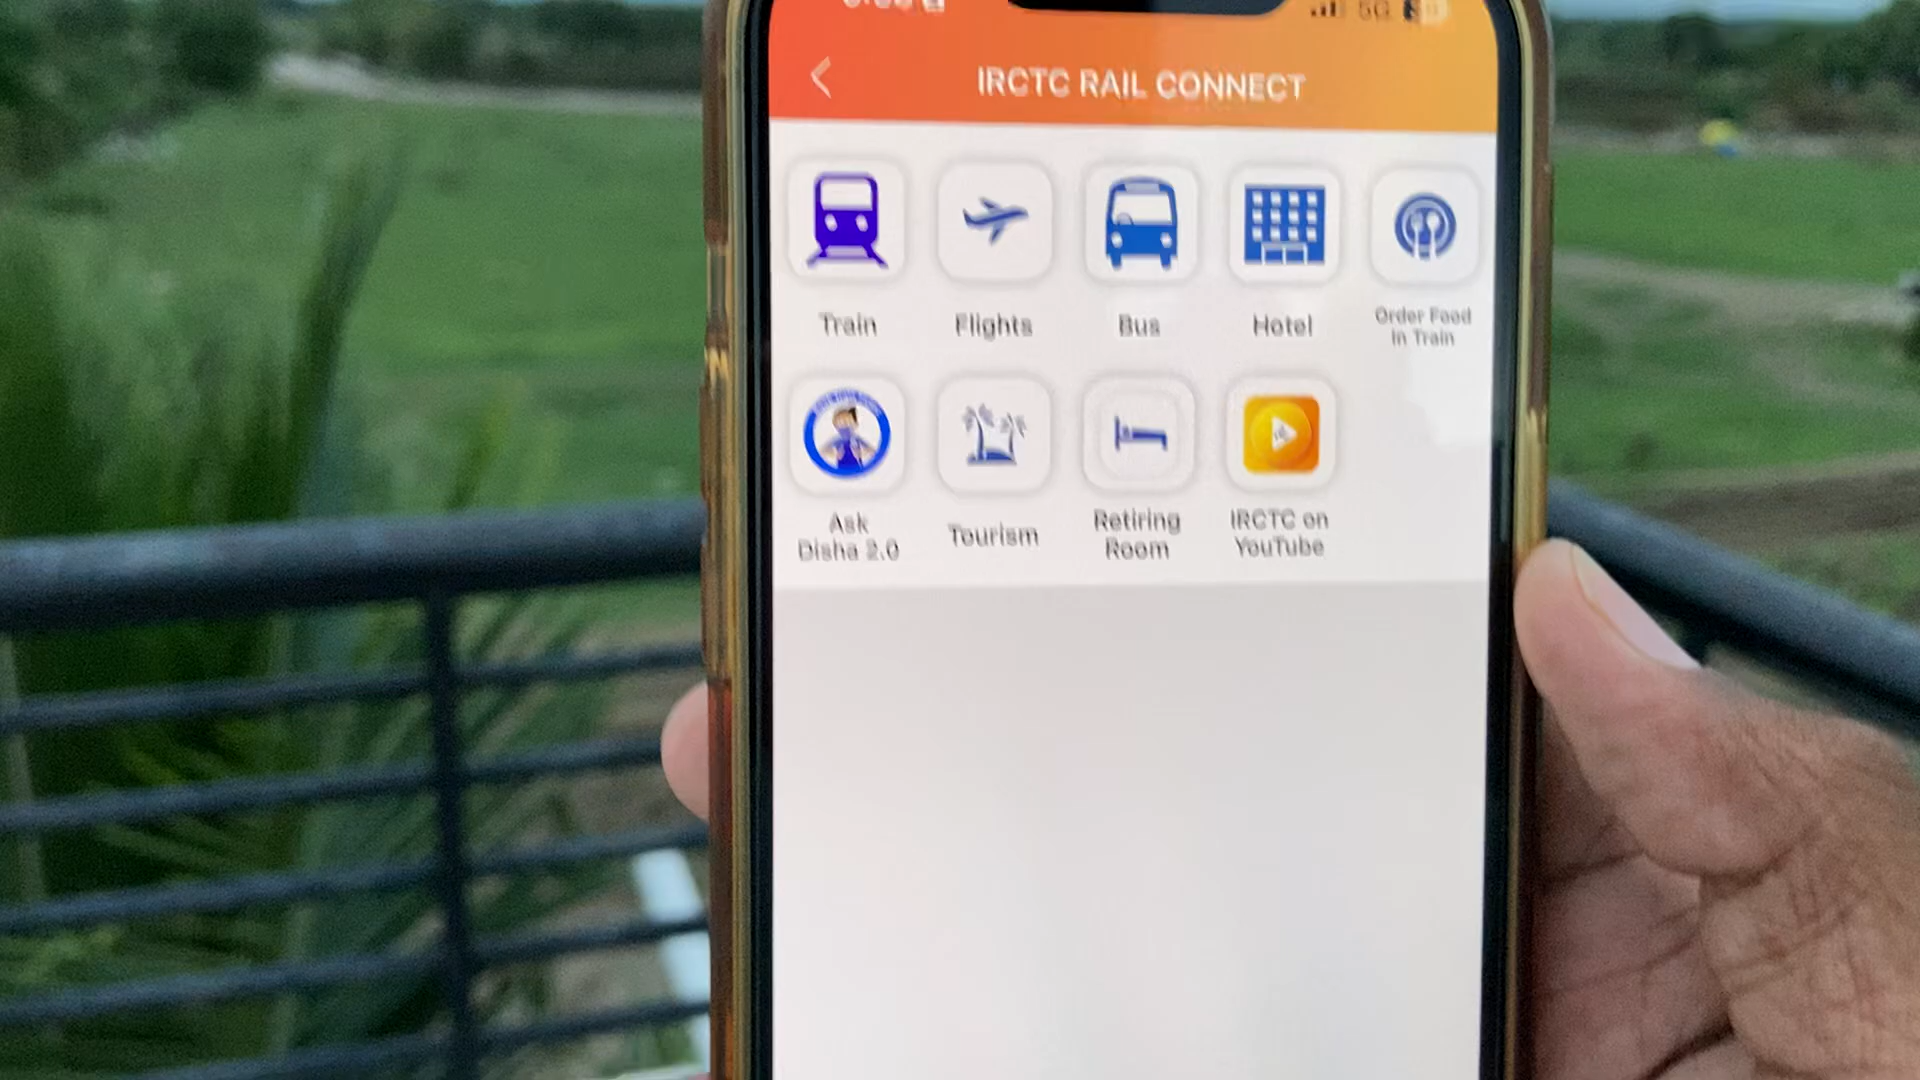 5G
IRCTC RAIL CONNECT
Train
Flights
Bus
Hotel
Order Food
in Train
Ask
Disha 2.0
Tourism
Retiring
Room
IRCTC on
YouTube